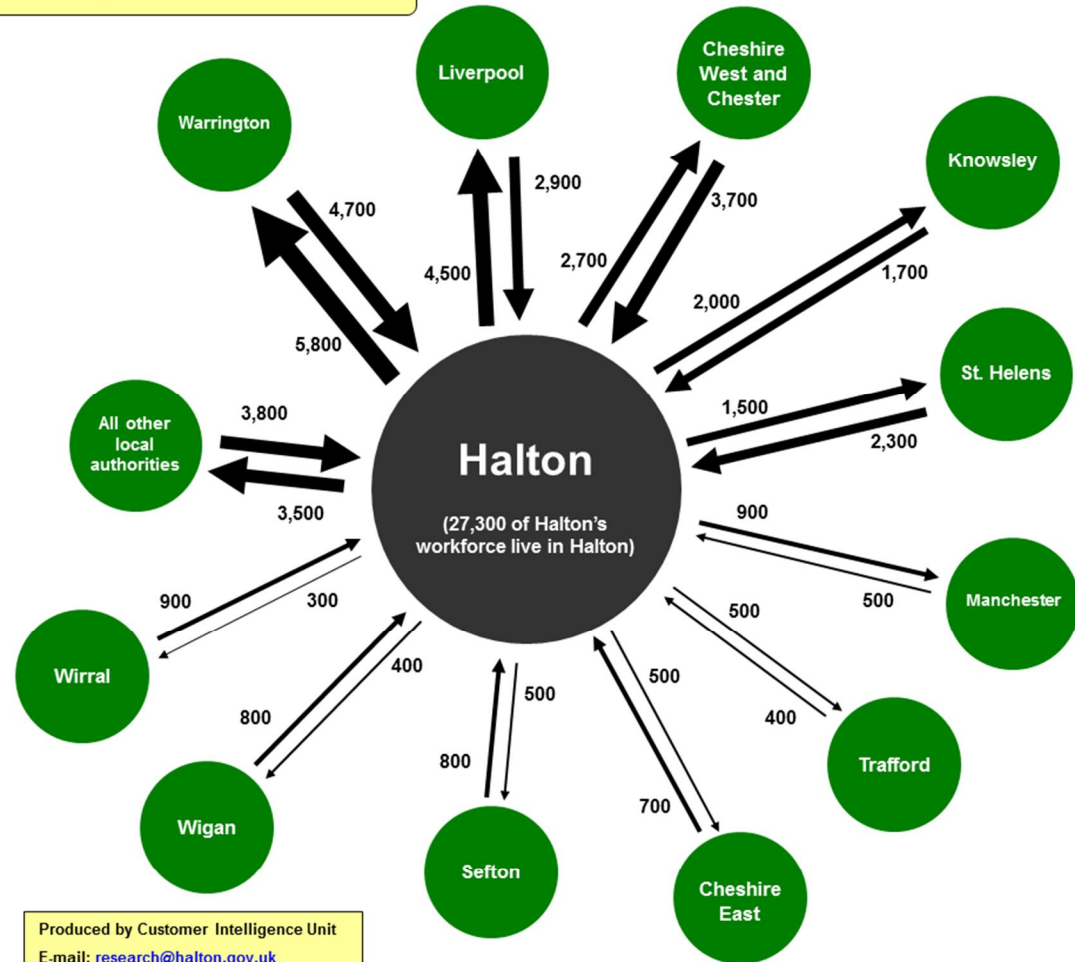 Liverpool
Cheshire
West and
Chester
Warrington
Knowsley
2,900
4,700
3,700
2,700
4,500
1,700
2,000
5,800
St. Helens
1,500
All other
local
authorities
3,800
2,300
Halton
(27,300 of Halton's
workforce live in Halton)
3,500
900
900
300
500
Manchester
500
Wirral
400
500
500
800
400
800
Trafford
700
Wigan
Sefton
Cheshire
East
Produced by Customer Intelligence Unit
E-mail: research@halton.gov.uk